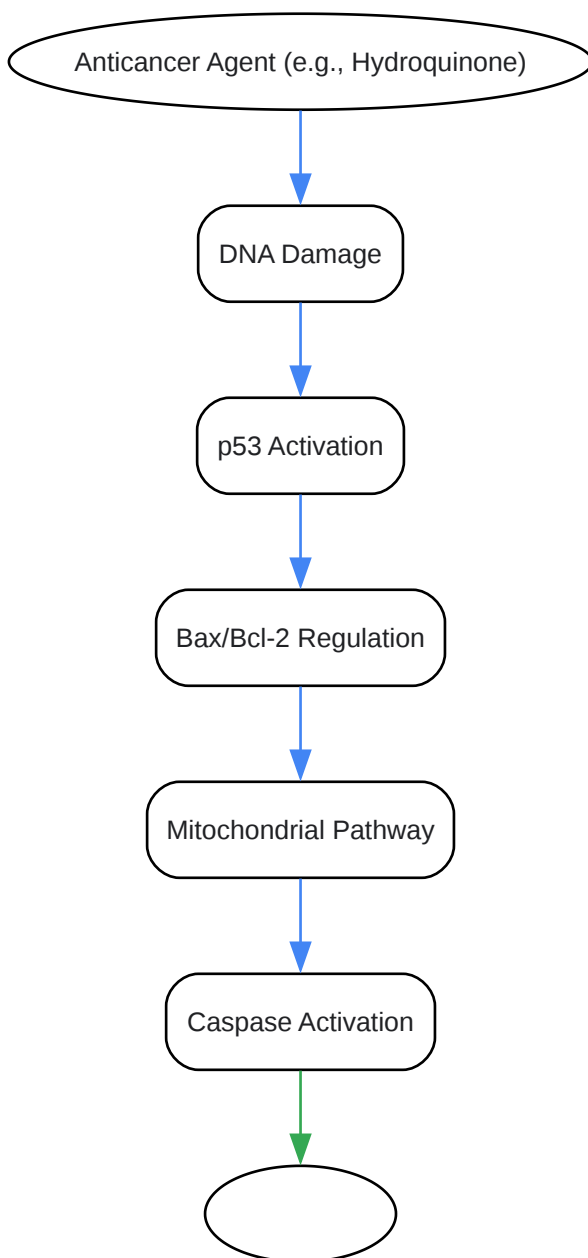 Anticancer Agent (e.g., Hydroquinone)
DNA Damage
p53 Activation
Bax/Bcl-2 Regulation
Mitochondrial Pathway
Caspase Activation